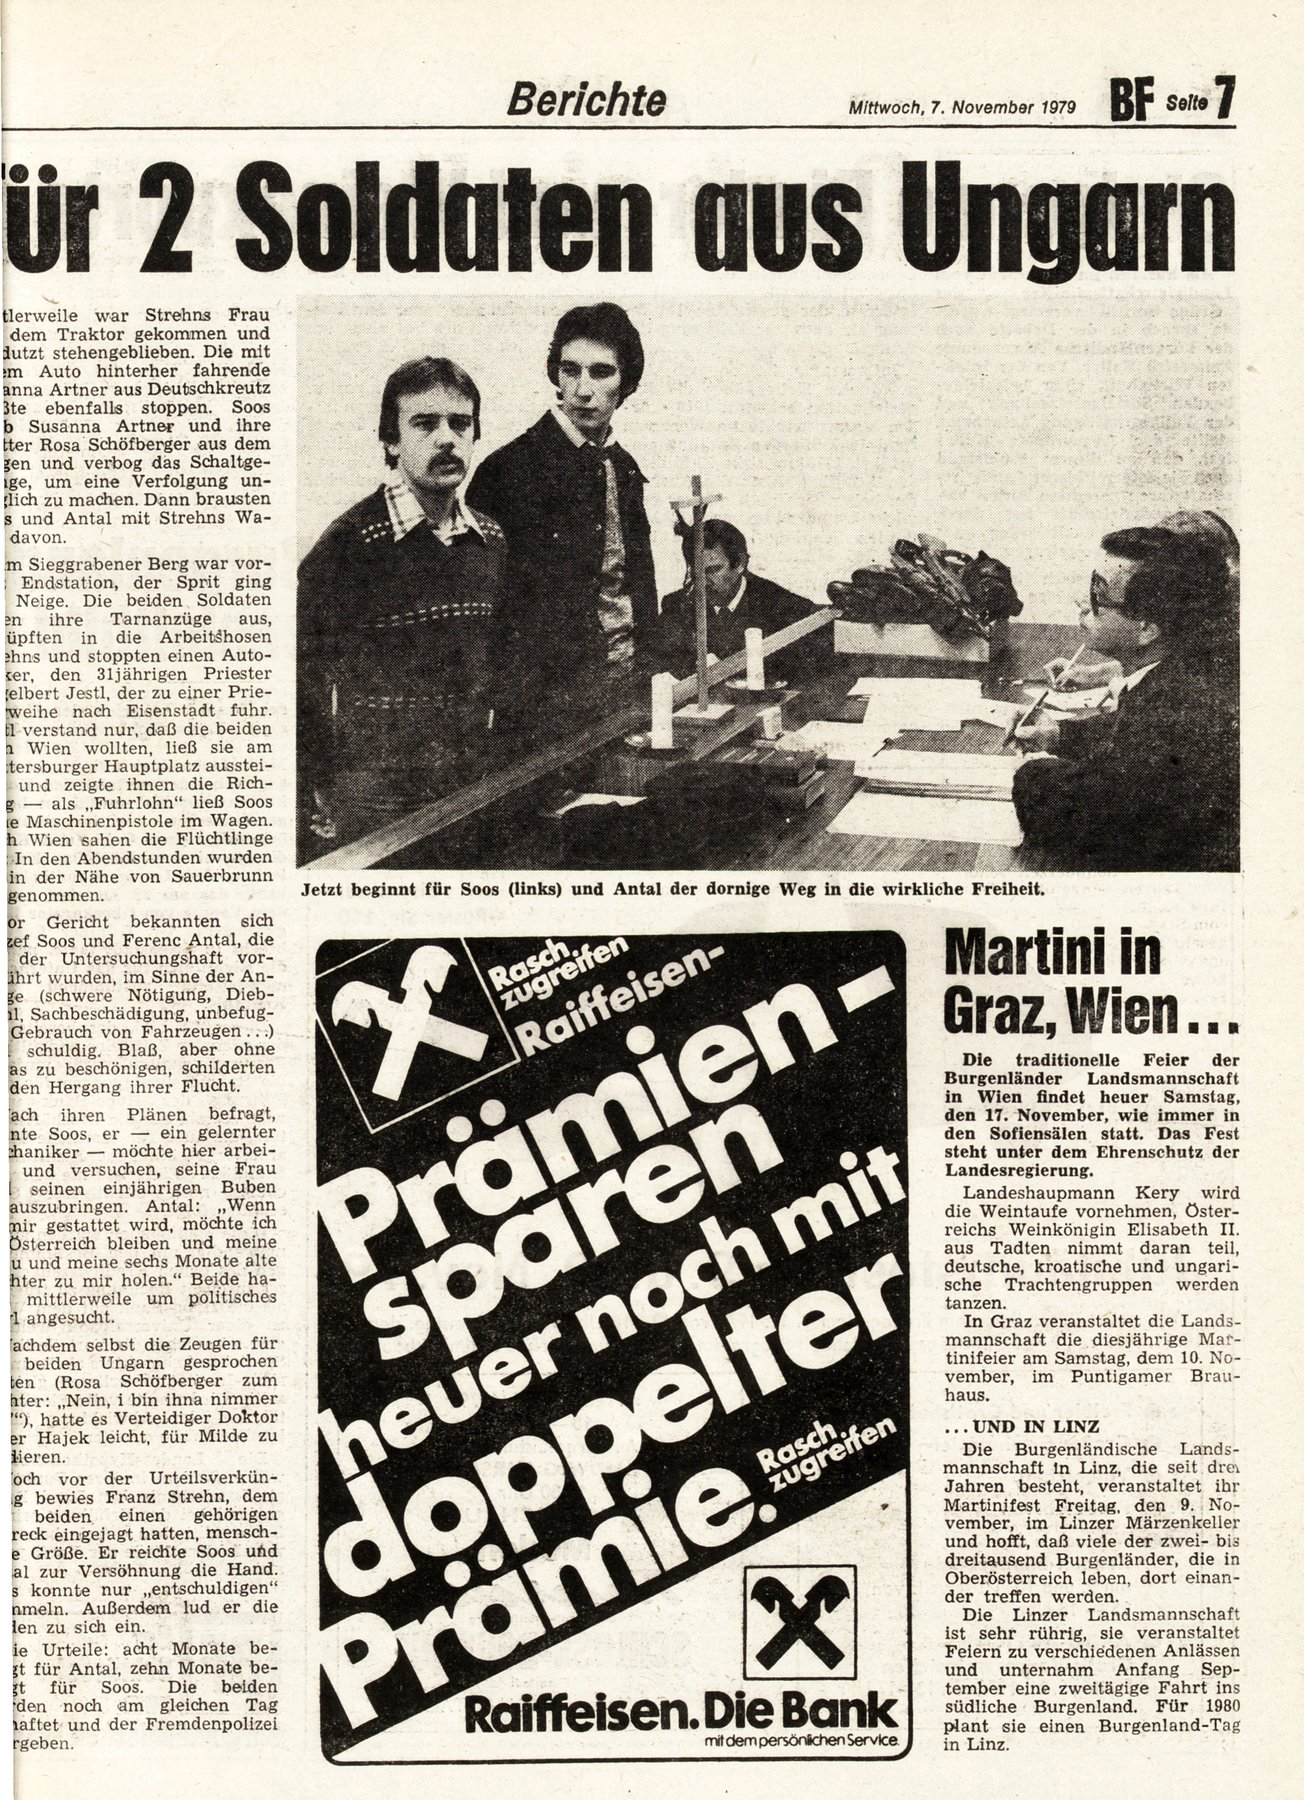 Berichte
Mittwoch, 7. November 1979 BF Seite 7
ür 2 Soldaten aus Ungarn
tlerweile war Strehns Frau
dem Traktor gekommen und
lutzt stehengeblieben. Die mit
em Auto hinterher fahrende
anna Artner aus Deutschkreutz
ßte ebenfalls stoppen. Soos
b Susanna Artner und ihre
tter Rosa Schöfberger aus dem
gen und verbog das Schaltge-
ge, um eine Verfolgung un-
glich zu machen. Dann brausten
s und Antal mit Strehns Wa-
davon.
m Sieggrabener Berg war vor-
Endstation, der Sprit ging
Neige. Die beiden Soldaten
en ihre Tarnanzüge aus,
üpften in die Arbeitshosen
ehns und stoppten einen Auto-
ker, den 31jährigen Priester
gelbert Jestl, der zu einer Prie-
weihe nach Eisenstadt fuhr.
tl verstand nur, daß die beiden
h Wien wollten, ließ sie am
tersburger Hauptplatz ausstei-
und zeigte ihnen die Rich-
g — als „Fuhrlohn“ ließ Soos
e Maschinenpistole im Wagen.
h Wien sahen die Flüchtlinge
In den Abendstunden wurden
in der Nähe von Sauerbrunn
genommen.
or Gericht bekannten sich
zef Soos und Ferenc Antal, die
der Untersuchungshaft vor-
ührt wurden, im Sinne der An-
ge (schwere Nötigung, Dieb-
l, Sachbeschädigung, unbefug-
Gebrauch von Fahrzeugen...)
schuldig. Blaß, aber ohne
as zu beschönigen, schilderten
den Hergang ihrer Flucht.
ach ihren Plänen befragt,
nte Soos, er — ein gelernter
chaniker — möchte hier arbei-
und versuchen, seine Frau
seinen einjährigen Buben
auszubringen. Antal: „Wenn
mir gestattet wird, möchte ich
Österreich bleiben und meine
u und meine sechs Monate alte
hter zu mir holen.“ Beide ha-
mittlerweile um politisches
l angesucht.
achdem selbst die Zeugen für
beiden Ungarn gesprochen
ten (Rosa Schöfberger zum
hter: „Nein, i bin ihna nimmer
“), hatte es Verteidiger Doktor
er Hajek leicht, für Milde zu
dieren.
och vor der Urteilsverkün-
g bewies Franz Strehn, dem
beiden einen gehörigen
reck eingejagt hatten, mensch-
e Größe. Er reichte Soos und
al zur Versöhnung die Hand.
s konnte nur „entschuldigen“
mmeln. Außerdem lud er die
den zu sich ein.
ie Urteile: acht Monate be-
gt für Antal, zehn Monate be-
gt für Soos. Die beiden
rden noch am gleichen Tag
haftet und der Fremdenpolizei
rgeben.
Jetzt beginnt für Soos (links) und Antal der dornige Weg in die wirkliche Freiheit.
Rasch
zugreifen
Raiffeisen-
Prämien-
sparen
heuer noch mit
doppelter
Prämie.
Rasch
zugreifen
Raiffeisen. Die Bank
mit dem persönlichen Service.
Martini in
Graz, Wien...
Die traditionelle Feier der
Burgenländer Landsmannschaft
in Wien findet heuer Samstag,
den 17. November, wie immer in
den Sofiensälen statt. Das Fest
steht unter dem Ehrenschutz der
Landesregierung.
Landeshaupmann Kery wird
die Weintaufe vornehmen, Öster-
reichs Weinkönigin Elisabeth II.
aus Tadten nimmt daran teil,
deutsche, kroatische und ungari-
sche Trachtengruppen werden
tanzen.
In Graz veranstaltet die Lands-
mannschaft die diesjährige Mar-
tinifeier am Samstag, dem 10. No-
vember, im Puntigamer Brau-
haus.
...UND IN LINZ
Die Burgenländische Lands-
mannschaft in Linz, die seit drei
Jahren besteht, veranstaltet ihr
Martinifest Freitag, den 9. No-
vember, im Linzer Märzenkeller
und hofft, daß viele der zwei- bis
dreitausend Burgenländer, die in
Oberösterreich leben, dort einan-
der treffen werden.
Die Linzer Landsmannschaft
ist sehr rührig, sie veranstaltet
Feiern zu verschiedenen Anlässen
und unternahm Anfang Sep-
tember eine zweitägige Fahrt ins
südliche Burgenland. Für 1980
plant sie einen Burgenland-Tag
in Linz.